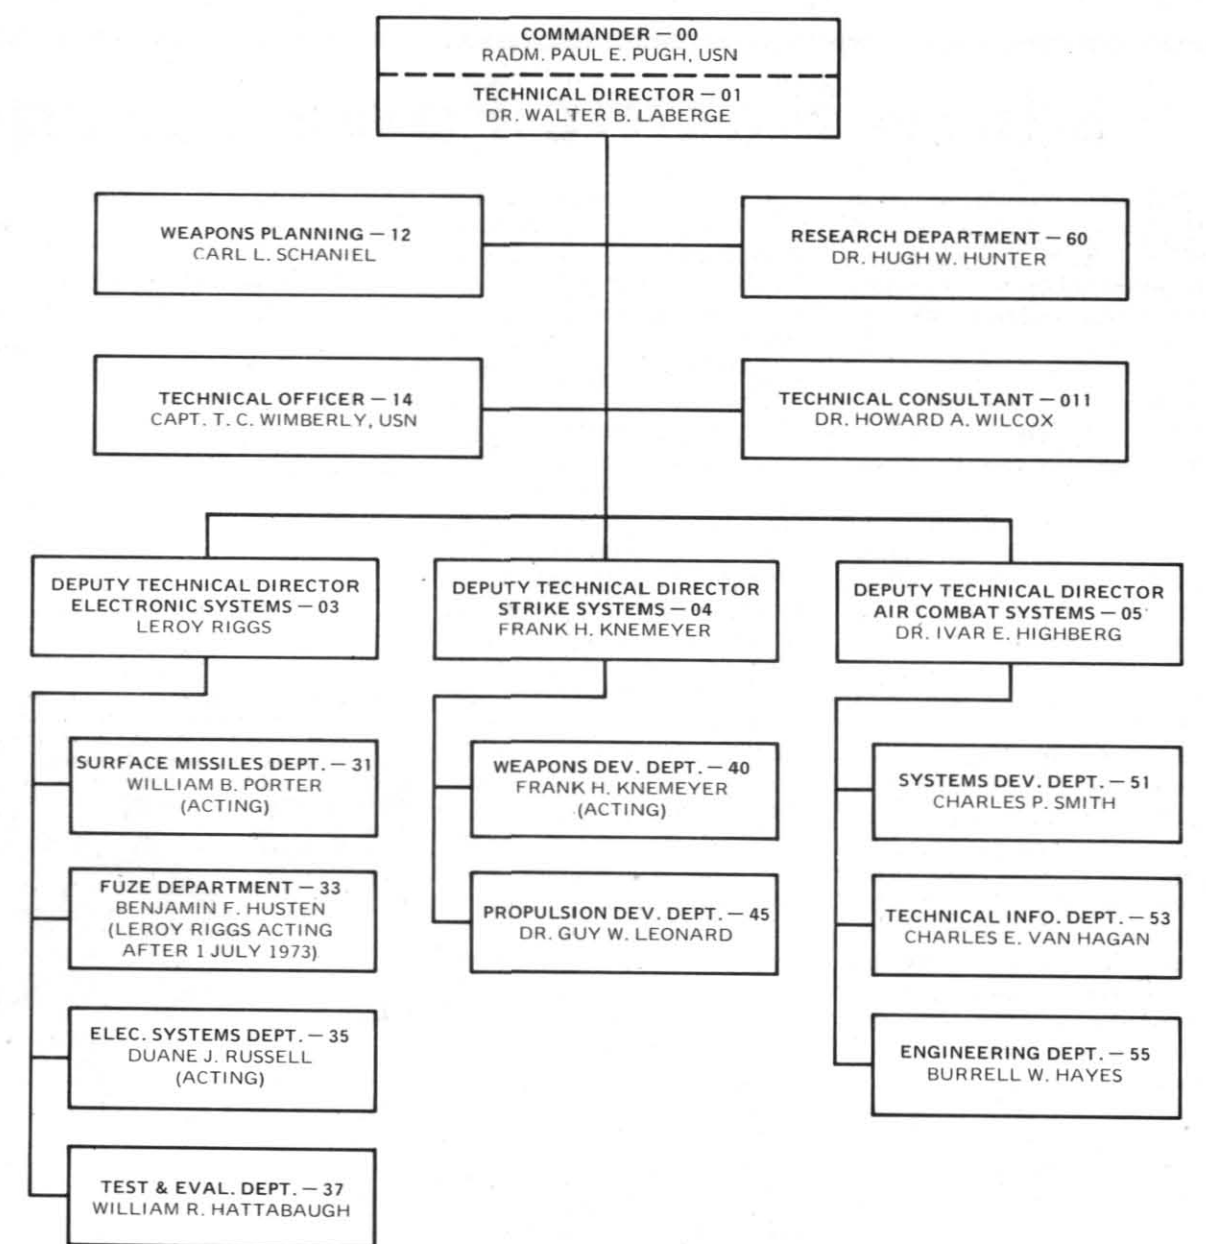 COMMANDER — 00
RADM. PAUL E. PUGH, USN
TECHNICAL DIRECTOR — 01
DR. WALTER B. LABERGE
WEAPONS PLANNING — 12
CARL L. SCHANIEL
RESEARCH DEPARTMENT — 60
DR. HUGH W. HUNTER
TECHNICAL OFFICER — 14
CAPT. T. C. WIMBERLY, USN
TECHNICAL CONSULTANT — 011
DR. HOWARD A. WILCOX
DEPUTY TECHNICAL DIRECTOR
ELECTRONIC SYSTEMS — 03
LEROY RIGGS
DEPUTY TECHNICAL DIRECTOR
STRIKE SYSTEMS — 04
FRANK H. KNEMEYER
DEPUTY TECHNICAL DIRECTOR
AIR COMBAT SYSTEMS — 05
DR. IVAR E. HIGHBERG
SURFACE MISSILES DEPT. — 31
WILLIAM B. PORTER
(ACTING)
FUZE DEPARTMENT — 33
BENJAMIN F. HUSTEN
(LEROY RIGGS ACTING
AFTER 1 JULY 1973)
ELEC. SYSTEMS DEPT. — 35
DUANE J. RUSSELL
(ACTING)
TEST & EVAL. DEPT. — 37
WILLIAM R. HATTABAUGH
WEAPONS DEV. DEPT. — 40
FRANK H. KNEMEYER
(ACTING)
PROPULSION DEV. DEPT. — 45
DR. GUY W. LEONARD
SYSTEMS DEV. DEPT. — 51
CHARLES P. SMITH
TECHNICAL INFO. DEPT. — 53
CHARLES E. VAN HAGAN
ENGINEERING DEPT. — 55
BURRELL W. HAYES